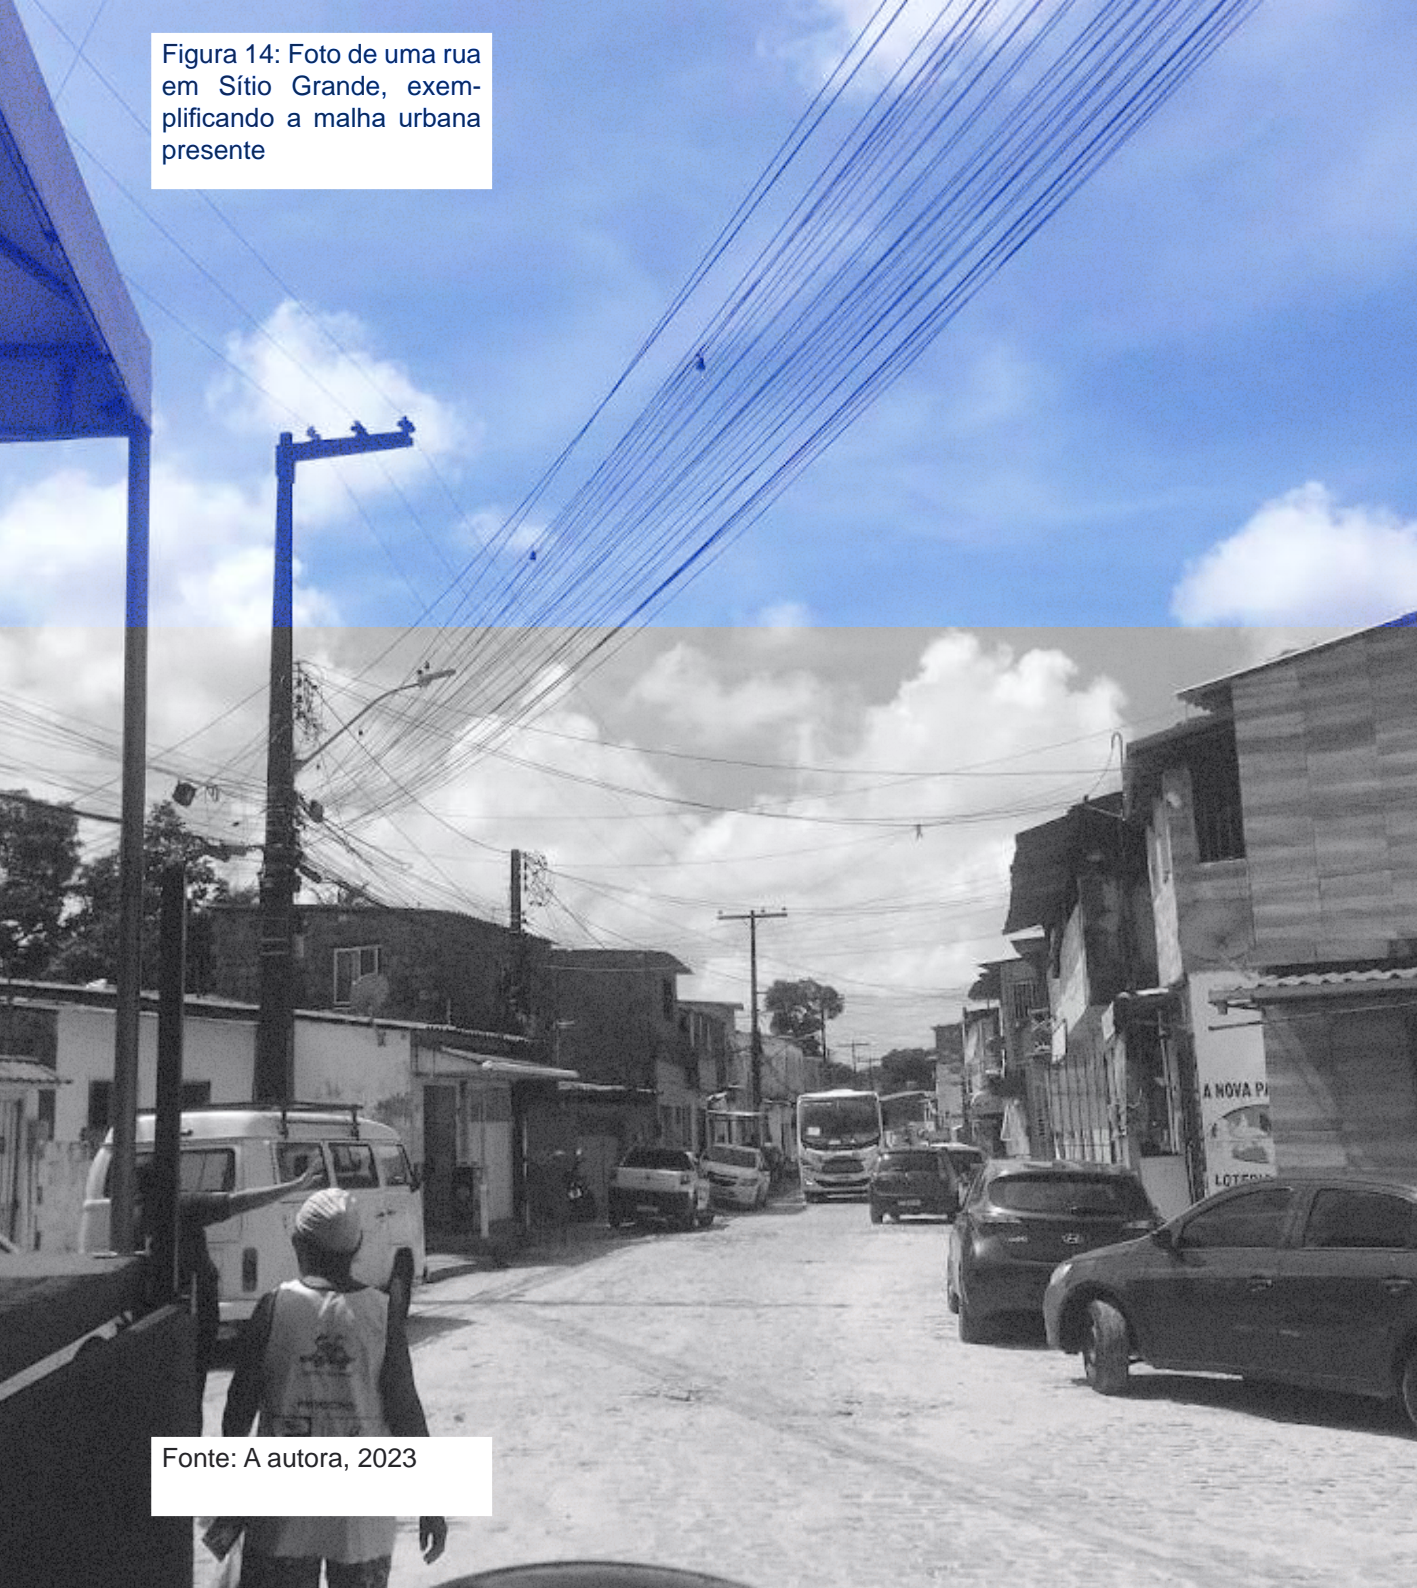 Figura 14: Foto de uma rua
em Sítio Grande, exem-
plificando a malha urbana
presente
A NOVA
Fonte: A autora, 2023